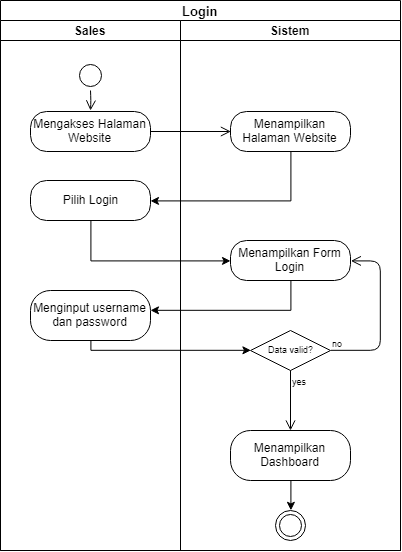 Login
Sales
Sistem
Mengakses Halaman
Website
Menampilkan
Halaman Website
Pilih Login
Menampilkan Form
Login
Menginput username
dan password
Data valid?
no
yes
Menampilkan
Dashboard